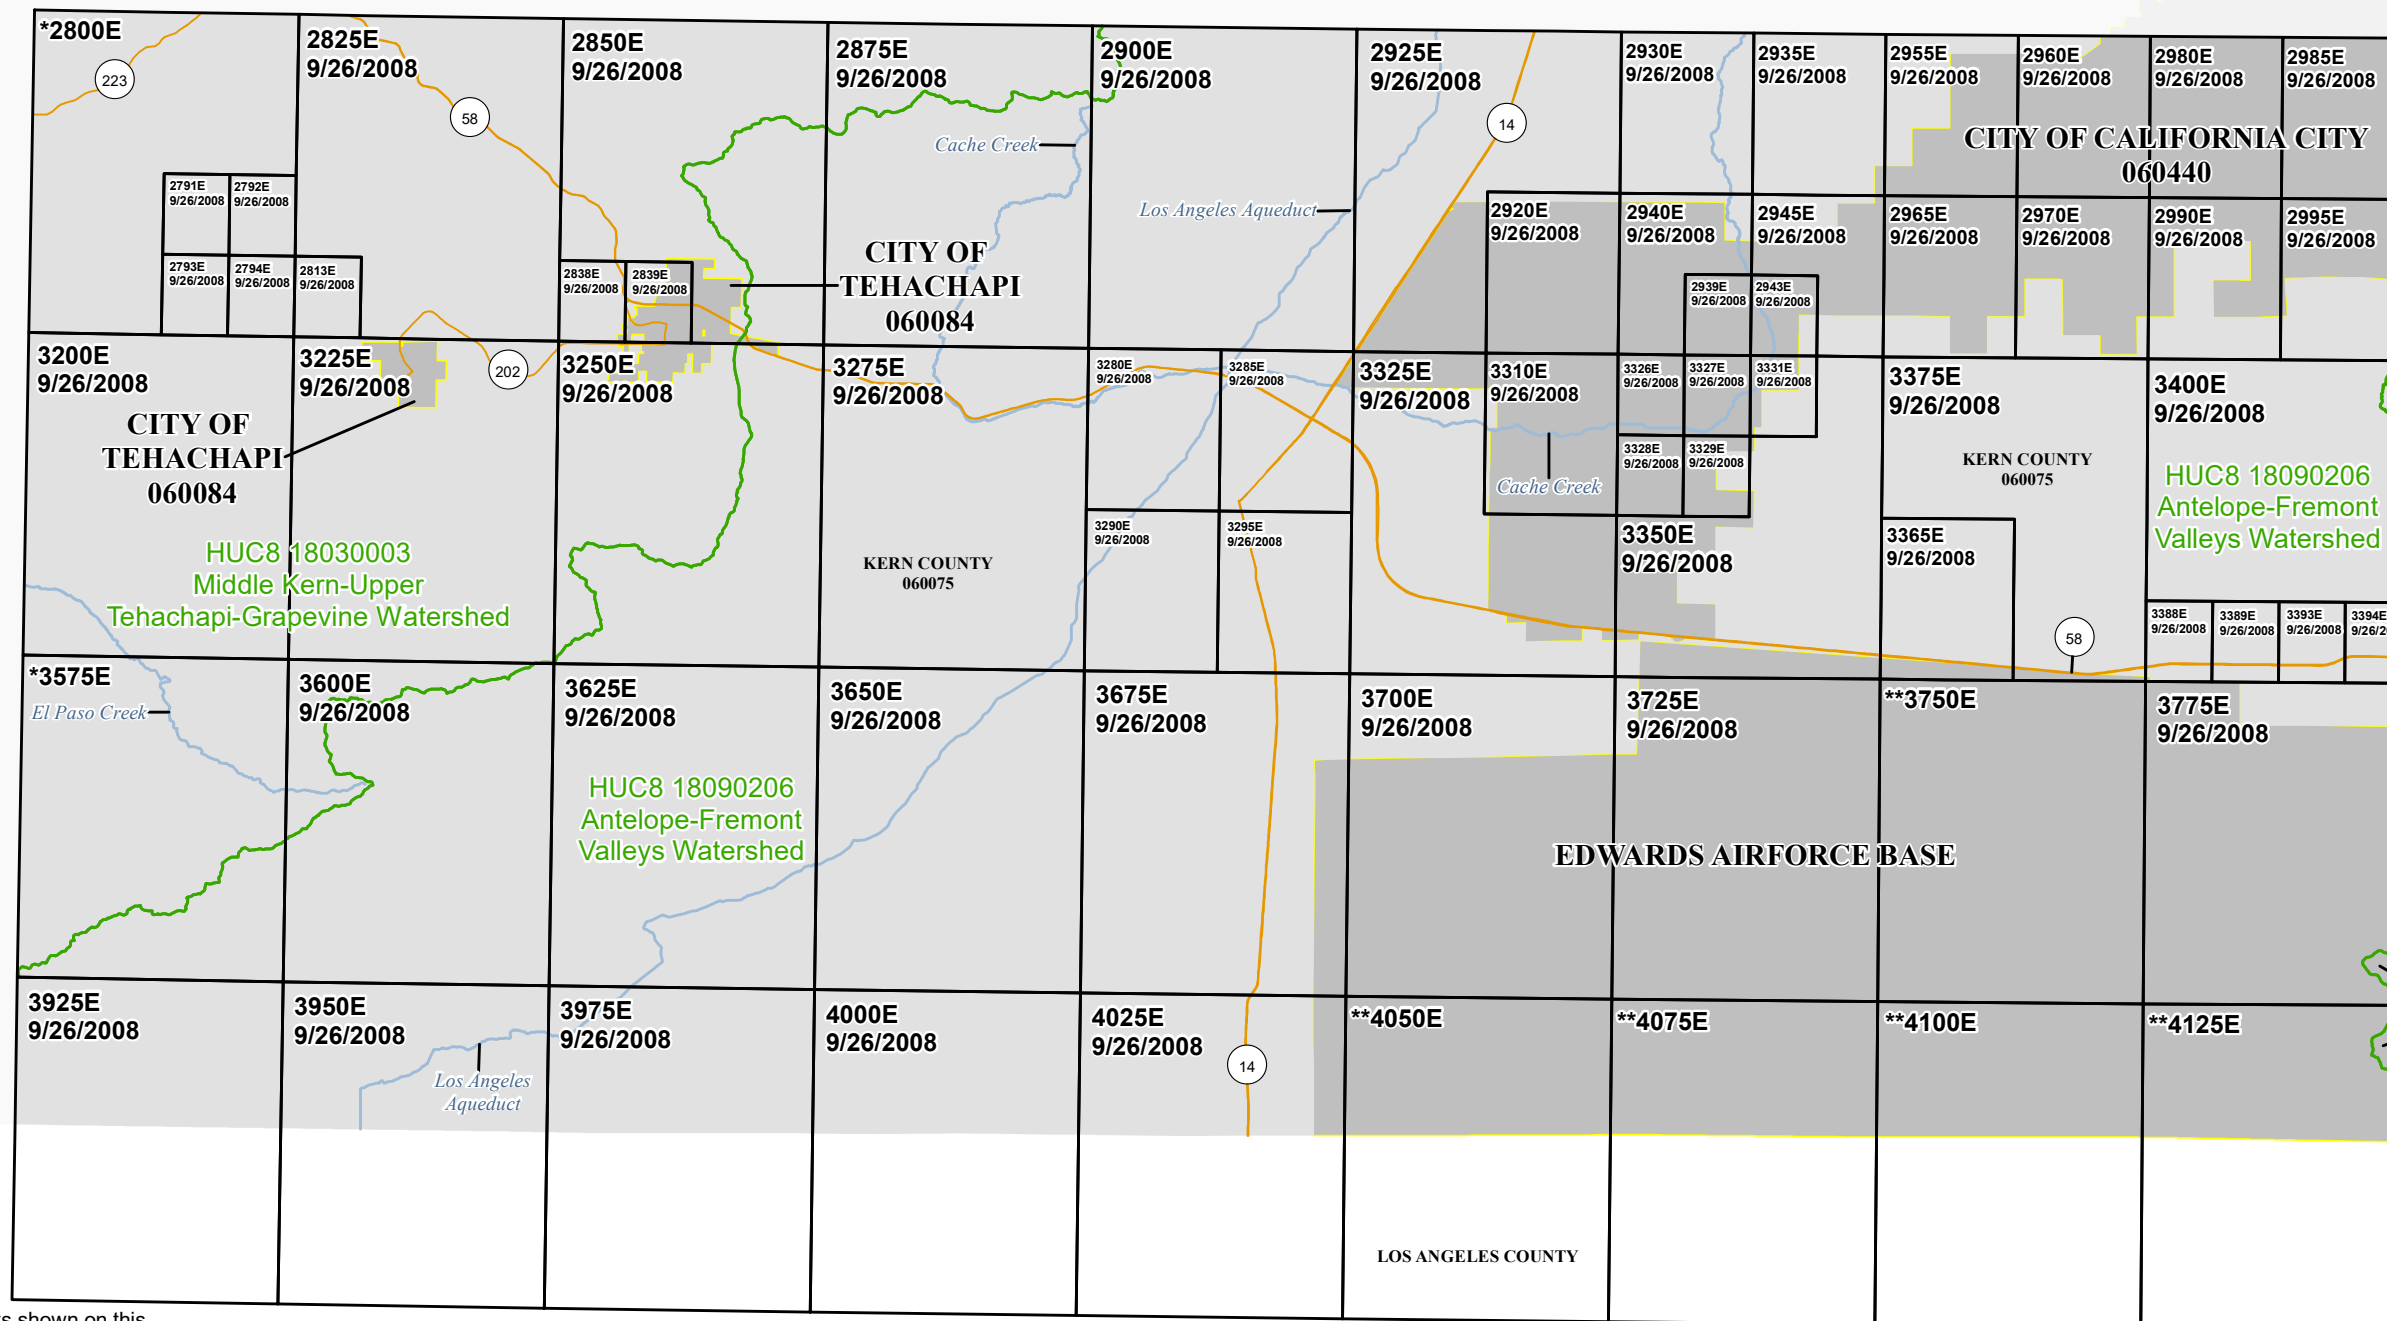 *2800E
2825E
9/26/2008
2850E
9/26/2008
2875E
9/26/2008
2900E
9/26/2008
2925E
9/26/2008
2930E
9/26/2008
2935E
9/26/2008
2955E
9/26/2008
2960E
9/26/2008
2980E
9/26/2008
2985E
9/26/2008
223
58
14
Cache Creek
CITY OF CALIFORNIA CITY
060440
2791E
9/26/2008
2792E
9/26/2008
Los Angeles Aqueduct
2920E
9/26/2008
2940E
9/26/2008
2945E
9/26/2008
2965E
9/26/2008
2970E
9/26/2008
2990E
9/26/2008
2995E
9/26/2008
CITY OF
TEHACHAPI
060084
2793E
9/26/2008
2794E
9/26/2008
2813E
9/26/2008
2838E
9/26/2008
2839E
9/26/2008
2939E
9/26/2008
2943E
9/26/2008
3200E
9/26/2008
3225E
9/26/2008
202
3250E
9/26/2008
3275E
9/26/2008
3280E
9/26/2008
3285E
9/26/2008
3325E
9/26/2008
3310E
9/26/2008
3326E
9/26/2008
3327E
9/26/2008
3331E
9/26/2008
3375E
9/26/2008
3400E
9/26/2008
CITY OF
TEHACHAPI
060084
3328E
9/26/2008
3329E
9/26/2008
Cache Creek
KERN COUNTY
060075
HUC8 18090206
Antelope-Fremont
Valleys Watershed
HUC8 18030003
Middle Kern-Upper
Tehachapi-Grapevine Watershed
KERN COUNTY
060075
3290E
9/26/2008
3295E
9/26/2008
3350E
9/26/2008
3365E
9/26/2008
58
3388E
9/26/2008
3389E
9/26/2008
3393E
9/26/2008
3394E
9/26/2
*3575E
El Paso Creek
3600E
9/26/2008
3625E
9/26/2008
3650E
9/26/2008
3675E
9/26/2008
3700E
9/26/2008
3725E
9/26/2008
**3750E
3775E
9/26/2008
HUC8 18090206
Antelope-Fremont
Valleys Watershed
EDWARDS AIRFORCE BASE
3925E
9/26/2008
3950E
9/26/2008
3975E
9/26/2008
4000E
9/26/2008
4025E
9/26/2008
**4050E
**4075E
**4100E
**4125E
14
Los Angeles
Aqueduct
LOS ANGELES COUNTY
s shown on this